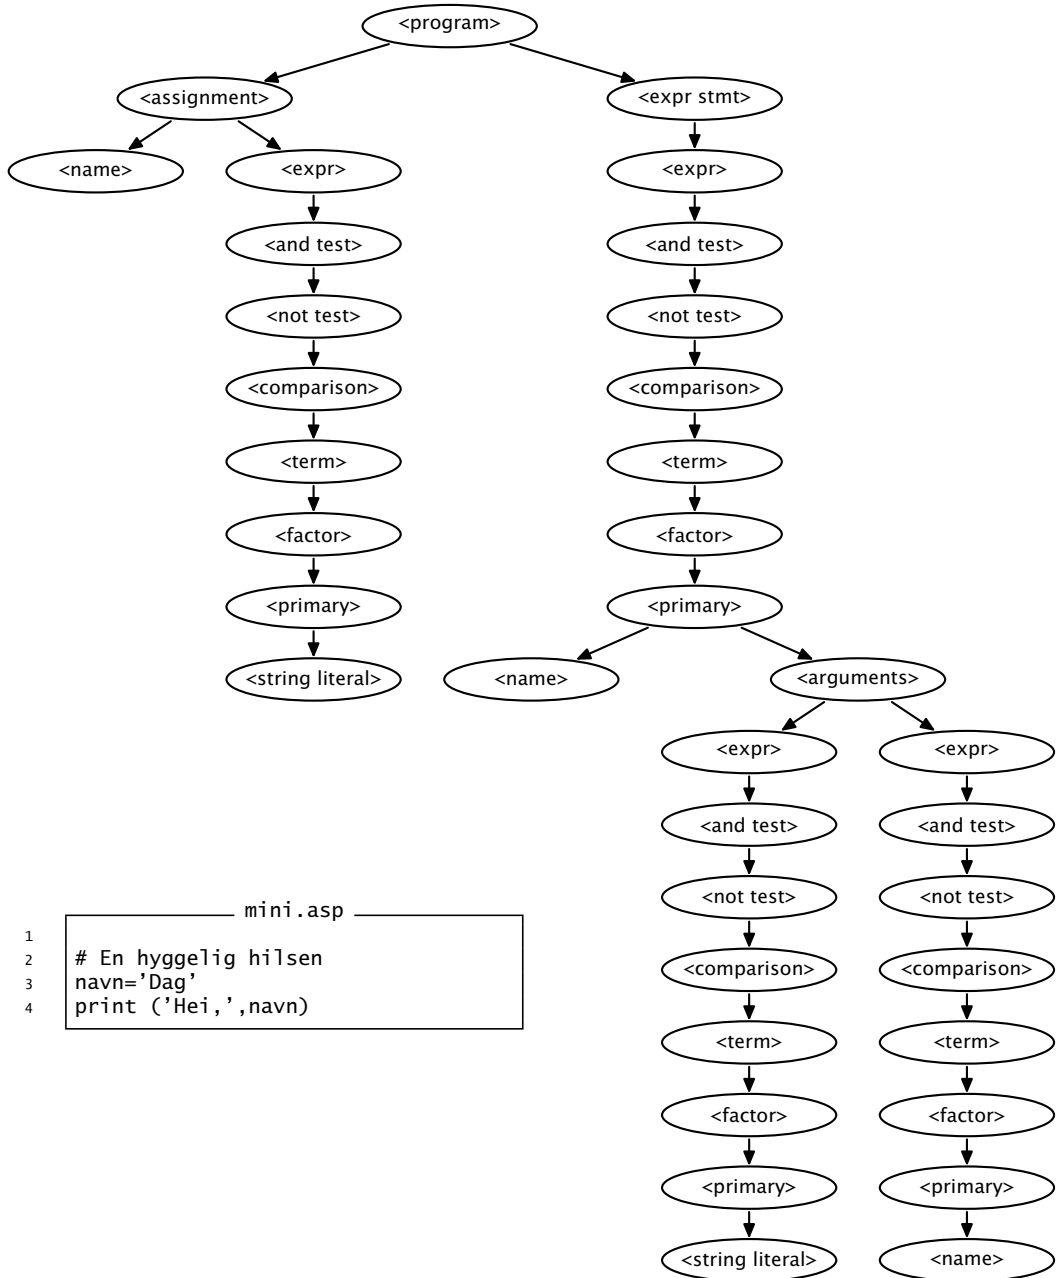 <program>
<assignment> <expr stmt>
<name> <expr> <expr>
<and test> <and test>
<not test> <not test>
<comparison> <comparison>
<term> <term>
<factor> <factor>
<primary> <primary>
<string literal> <name> <arguments>
<expr> <expr>
<and test> <and test>
<not test> <not test>
mini.asp
1
2 # En hyggelig hilsen
3 navn=’Dag’
4 print (’Hei,’,navn)
<comparison> <comparison>
<term> <term>
<factor> <factor>
<primary> <primary>
<string literal> <name>